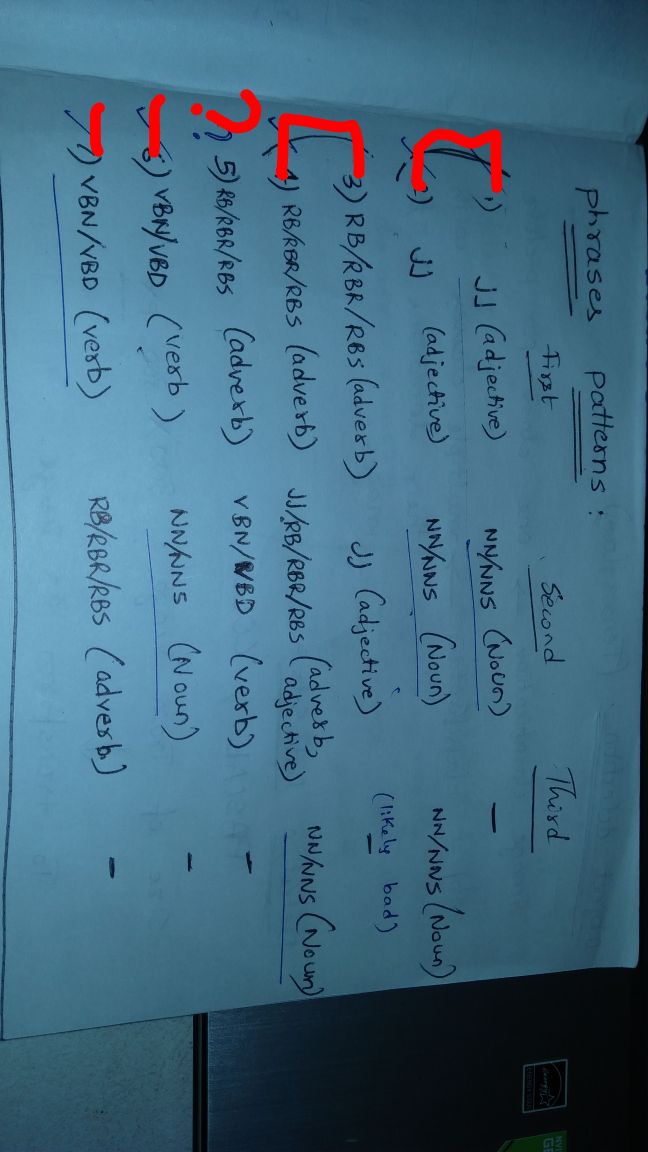 phrases patterns :
First Second Third
1) JJ (adjective) NN/NNS (Noun) -
2) JJ (adjective) NN/NNS (Noun) NN/NNS (Noun)
3) RB/RBR/RBS (adverb) JJ (adjective) -
(likely bad)
4) RB/RBR/RBS (adverb) JJ/RB/RBR/RBS (adverb, adjective) NN/NNS (Noun)
? 5) RB/RBR/RBS (adverb) VBN/VBD (verb) -
6) VBN/VBD (verb) NN/NNS (Noun) -
7) VBN/VBD (verb) RB/RBR/RBS (adverb) -